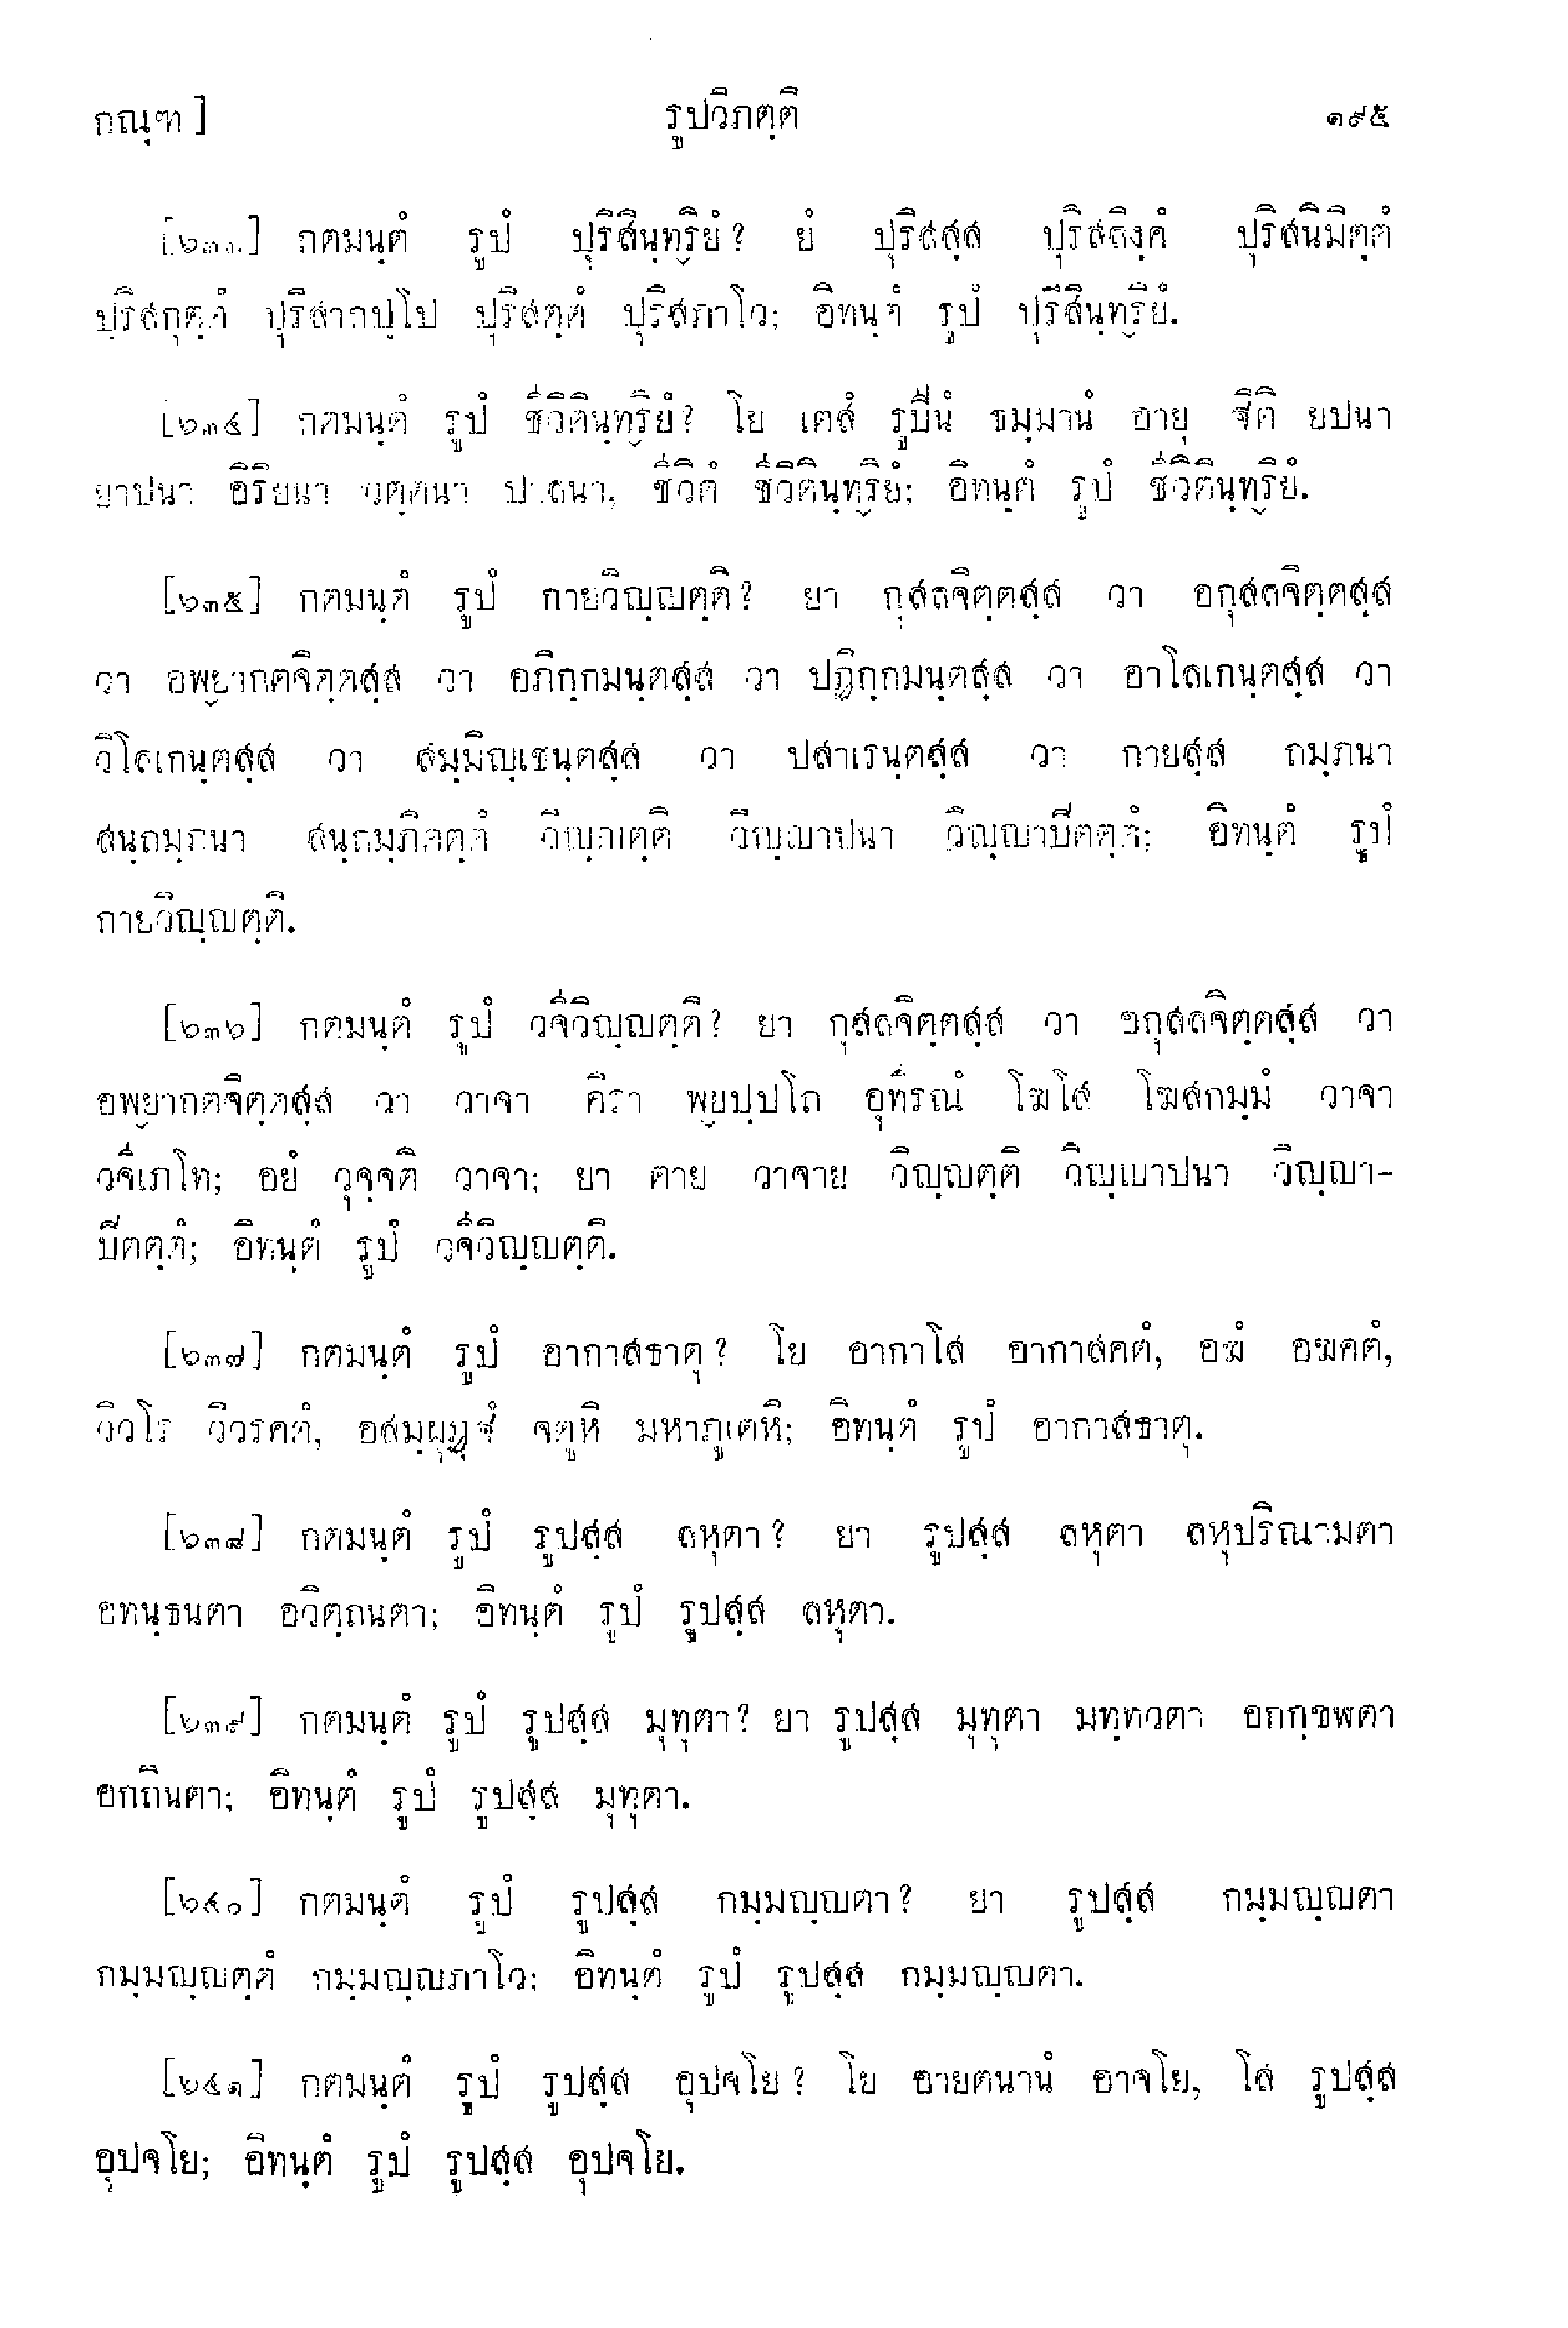 กณฺฑ]
รูปวิภตฺติ
๑๙๕
[๖๓๓] กตมนฺตํ รูปํ ปุริสินฺทฺริยํ? ยํ ปุริสสฺส ปุริสลิงฺคํ ปุริสนิมิตฺตํ
ปุริสกุตฺตํ ปุริสากปฺโป ปุริสตฺตํ ปุริสภาโว; อิทนฺตํ รูปํ ปุริสินฺทฺริยํ.
[๖๓๔] กตมนฺตํ รูปํ ชีวิตินฺทฺริยํ? โย เตสํ รูปีนํ ธมฺมานํ อายุ ฐิติ ยปนา
ยาปนา อิริยนา วตฺตนา ปาลนา, ชีวิตํ ชีวิตินฺทฺริยํ; อิทนฺตํ รูปํ ชีวิตินฺทฺริยํ.
[๖๓๕] กตมนฺตํ รูปํ กายวิญฺญตฺติ? ยา กุสลจิตฺตสฺส วา อกุสลจิตฺตสฺส
วา อพฺยากตจิตฺตสฺส วา อภิกฺกมนฺตสฺส วา ปฏิกฺกมนฺตสฺส วา อาโลเกนฺตสฺส วา
วิโลเกนฺตสฺส วา สมฺมิญฺเชนฺตสฺส วา ปสาเรนฺตสฺส วา กายสฺส ถมฺภนา
สนฺถมฺภนา สนฺถมฺภิตตฺตํ วิญฺญตฺติ วิญฺญาปนา วิญฺญาปิตตฺตํ; อิทนฺตํ รูปํ
กายวิญฺญตฺติ.
[๖๓๖] กตมนฺตํ รูปํ วจีวิญฺญตฺติ? ยา กุสลจิตฺตสฺส วา อกุสลจิตฺตสฺส วา
อพฺยากตจิตฺตสฺส วา วาจา คิรา พฺยปฺปโถ อุทีรณํ โฆโส โฆสกมฺมํ วาจา
วจีเภโท; อยํ วุจฺจติ วาจา; ยา ตาย วาจาย วิญฺญตฺติ วิญฺญาปนา วิญฺญา-
ปิตตฺตํ; อิทนฺตํ รูปํ วจีวิญฺญตฺติ.
[๖๓๗] กตมนฺตํ รูปํ อากาสธาตุ? โย อากาโส อากาสคตํ, อฆํ อฆคตํ,
วิวโร วิวรคตํ, อสมฺผุฏฺฐํ จตูหิ มหาภูเตหิ; อิทนฺตํ รูปํ อากาสธาตุ.
[๖๓๘] กตมนฺตํ รูปํ รูปสฺส ลหุตา? ยา รูปสฺส ลหุตา ลหุปริณามตา
อทนฺธนตา อวิตฺถนตา; อิทนฺตํ รูปํ รูปสฺส ลหุตา.
[๖๓๙] กตมนฺตํ รูปํ รูปสฺส มุทุตา? ยา รูปสฺส มุทุตา มทฺทวตา อกกฺขฬตา
อกถินตา; อิทนฺตํ รูปํ รูปสฺส มุทุตา.
[๖๔๐] กตมนฺตํ รูปํ รูปสฺส กมฺมญฺญตา? ยา รูปสฺส กมฺมญฺญตา
กมฺมญฺญตฺตํ กมฺมญฺญภาโว; อิทนฺตํ รูปํ รูปสฺส กมฺมญฺญตา.
[๖๔๑] กตมนฺตํ รูปํ รูปสฺส อุปจโย? โย อายตนานํ อาจโย, โส รูปสฺส
อุปจโย; อิทนฺตํ รูปํ รูปสฺส อุปจโย.